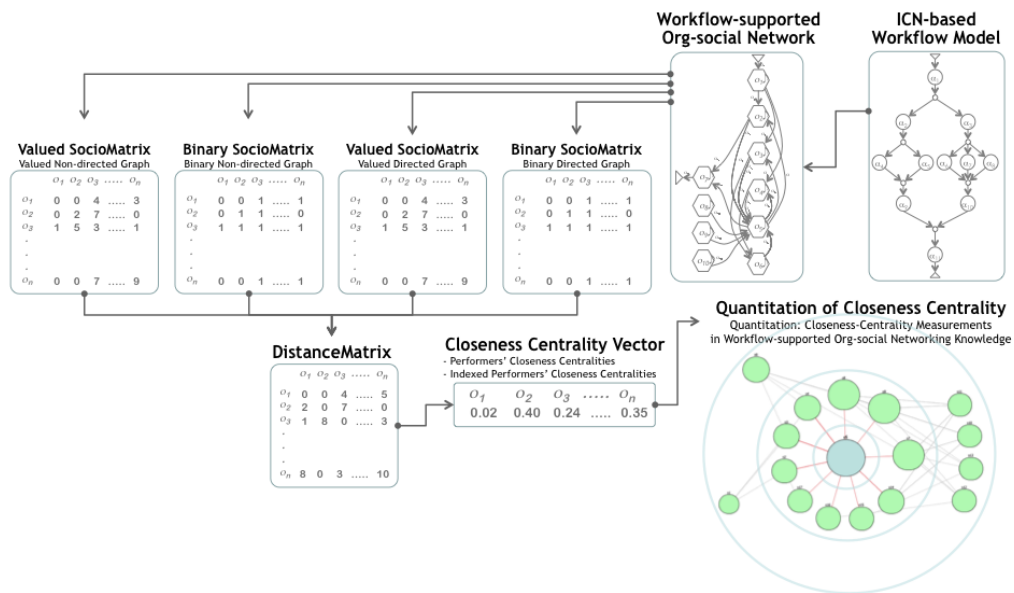 Workflow-supported
Org-social Network
ICN-based
Workflow Model
Valued SocioMatrix
Valued Non-directed Graph
o1 o2 o3 ..... on
o1 0 0 4 ..... 3
o2 0 2 7 ..... 0
o3 1 5 3 ..... 1
.
.
.
on 0 0 7 ..... 9
Binary SocioMatrix
Binary Non-directed Graph
o1 o2 o3 ..... on
o1 0 0 1 ..... 1
o2 0 1 1 ..... 0
o3 1 1 1 ..... 1
.
.
.
on 0 0 1 ..... 1
Valued SocioMatrix
Valued Directed Graph
o1 o2 o3 ..... on
o1 0 0 4 ..... 3
o2 0 2 7 ..... 0
o3 1 5 3 ..... 1
.
.
.
on 0 0 7 ..... 9
Binary SocioMatrix
Binary Directed Graph
o1 o2 o3 ..... on
o1 0 0 1 ..... 1
o2 0 1 1 ..... 0
o3 1 1 1 ..... 1
.
.
.
on 0 0 1 ..... 1
DistanceMatrix
o1 o2 o3 ..... on
o1 0 0 4 ..... 5
o2 2 0 7 ..... 0
o3 1 8 0 ..... 3
.
.
.
on 8 0 3 ..... 10
Closeness Centrality Vector
- Performers' Closeness Centralities
- Indexed Performers' Closeness Centralities
o1 o2 o3 ..... on
0.02 0.40 0.24 ..... 0.35
Quantitation of Closeness Centrality
Quantitation: Closeness-Centrality Measurements
in Workflow-supported Org-social Networking Knowledge